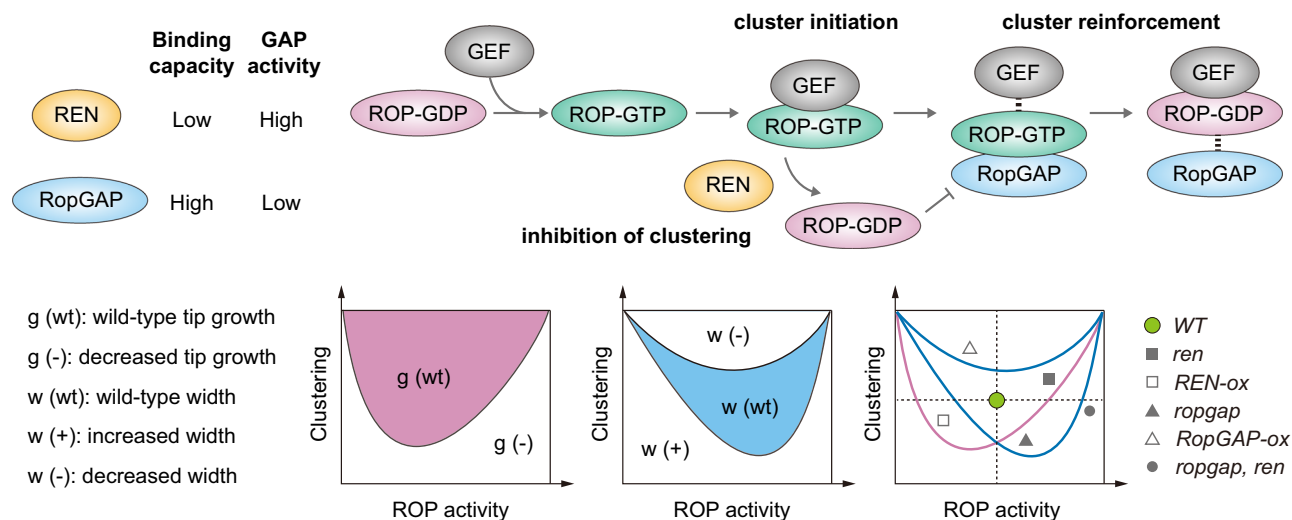 Binding
capacity
GAP
activity
REN
Low
High
RopGAP
High
Low
cluster initiation
cluster reinforcement
GEF
ROP-GDP
ROP-GTP
GEF
ROP-GTP
GEF
ROP-GTP
RopGAP
GEF
ROP-GDP
RopGAP
REN
ROP-GDP
inhibition of clustering
g (wt): wild-type tip growth
g (-): decreased tip growth
w (wt): wild-type width
w (+): increased width
w (-): decreased width
Clustering
g (wt)
g (-)
ROP activity
Clustering
w (-)
w (wt)
w (+)
ROP activity
Clustering
ROP activity
WT
ren
REN-ox
ropgap
RopGAP-ox
ropgap, ren